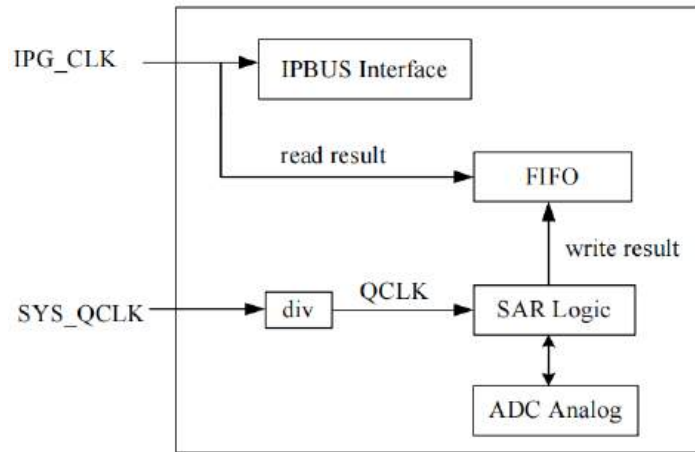 IPG_CLK
IPBUS Interface
read result
FIFO
write result
SYS_QCLK
div
QCLK
SAR Logic
ADC Analog